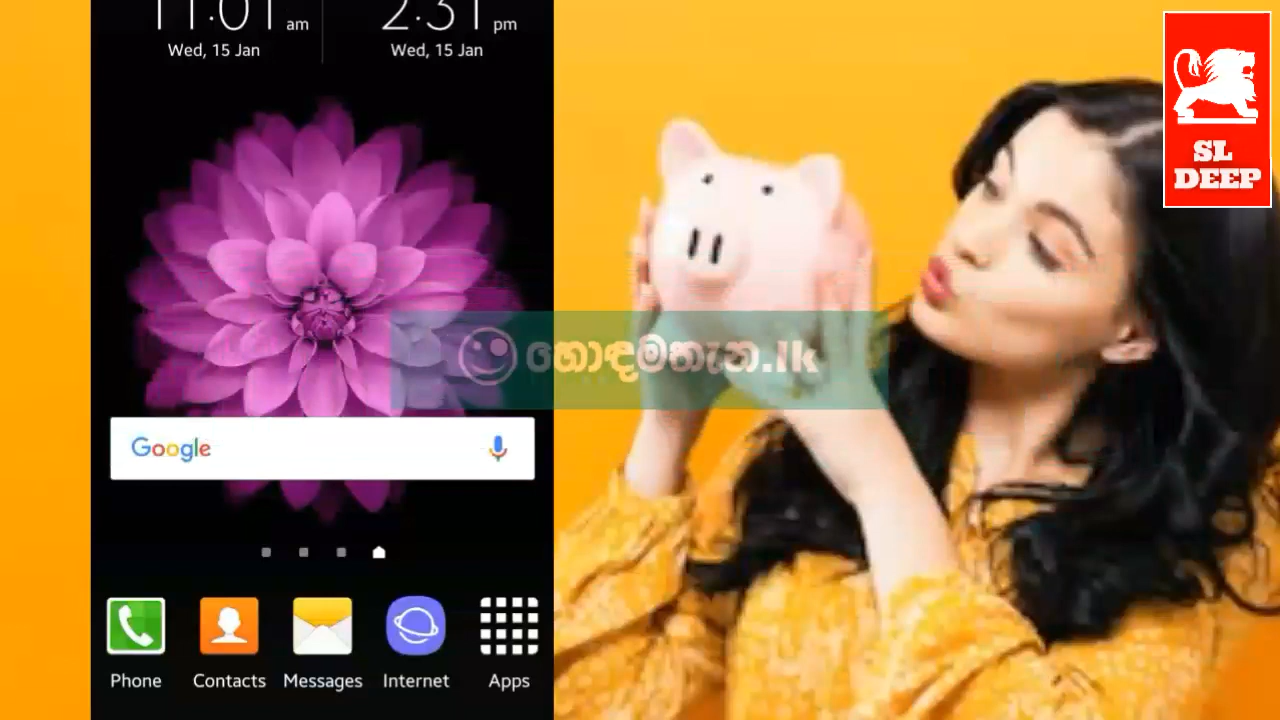 11:01 am
2:31 pm
Wed, 15 Jan
Wed, 15 Jan
SL
DEEP
හොඳමතැන.lk
Google
Phone
Contacts
Messages
Internet
Apps